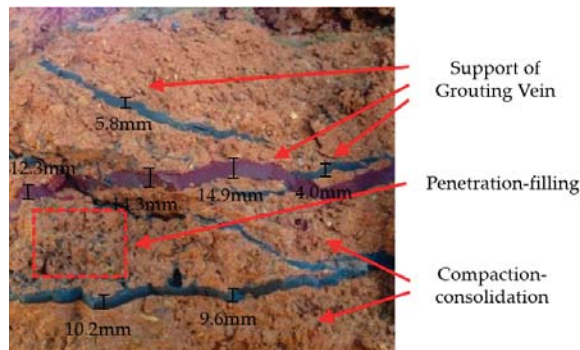 Support of
Grouting Vein
5.8mm
12.3mm
14.3mm
14.9mm
4.0mm
Penetration-filling
Compaction-
consolidation
10.2mm
9.6mm